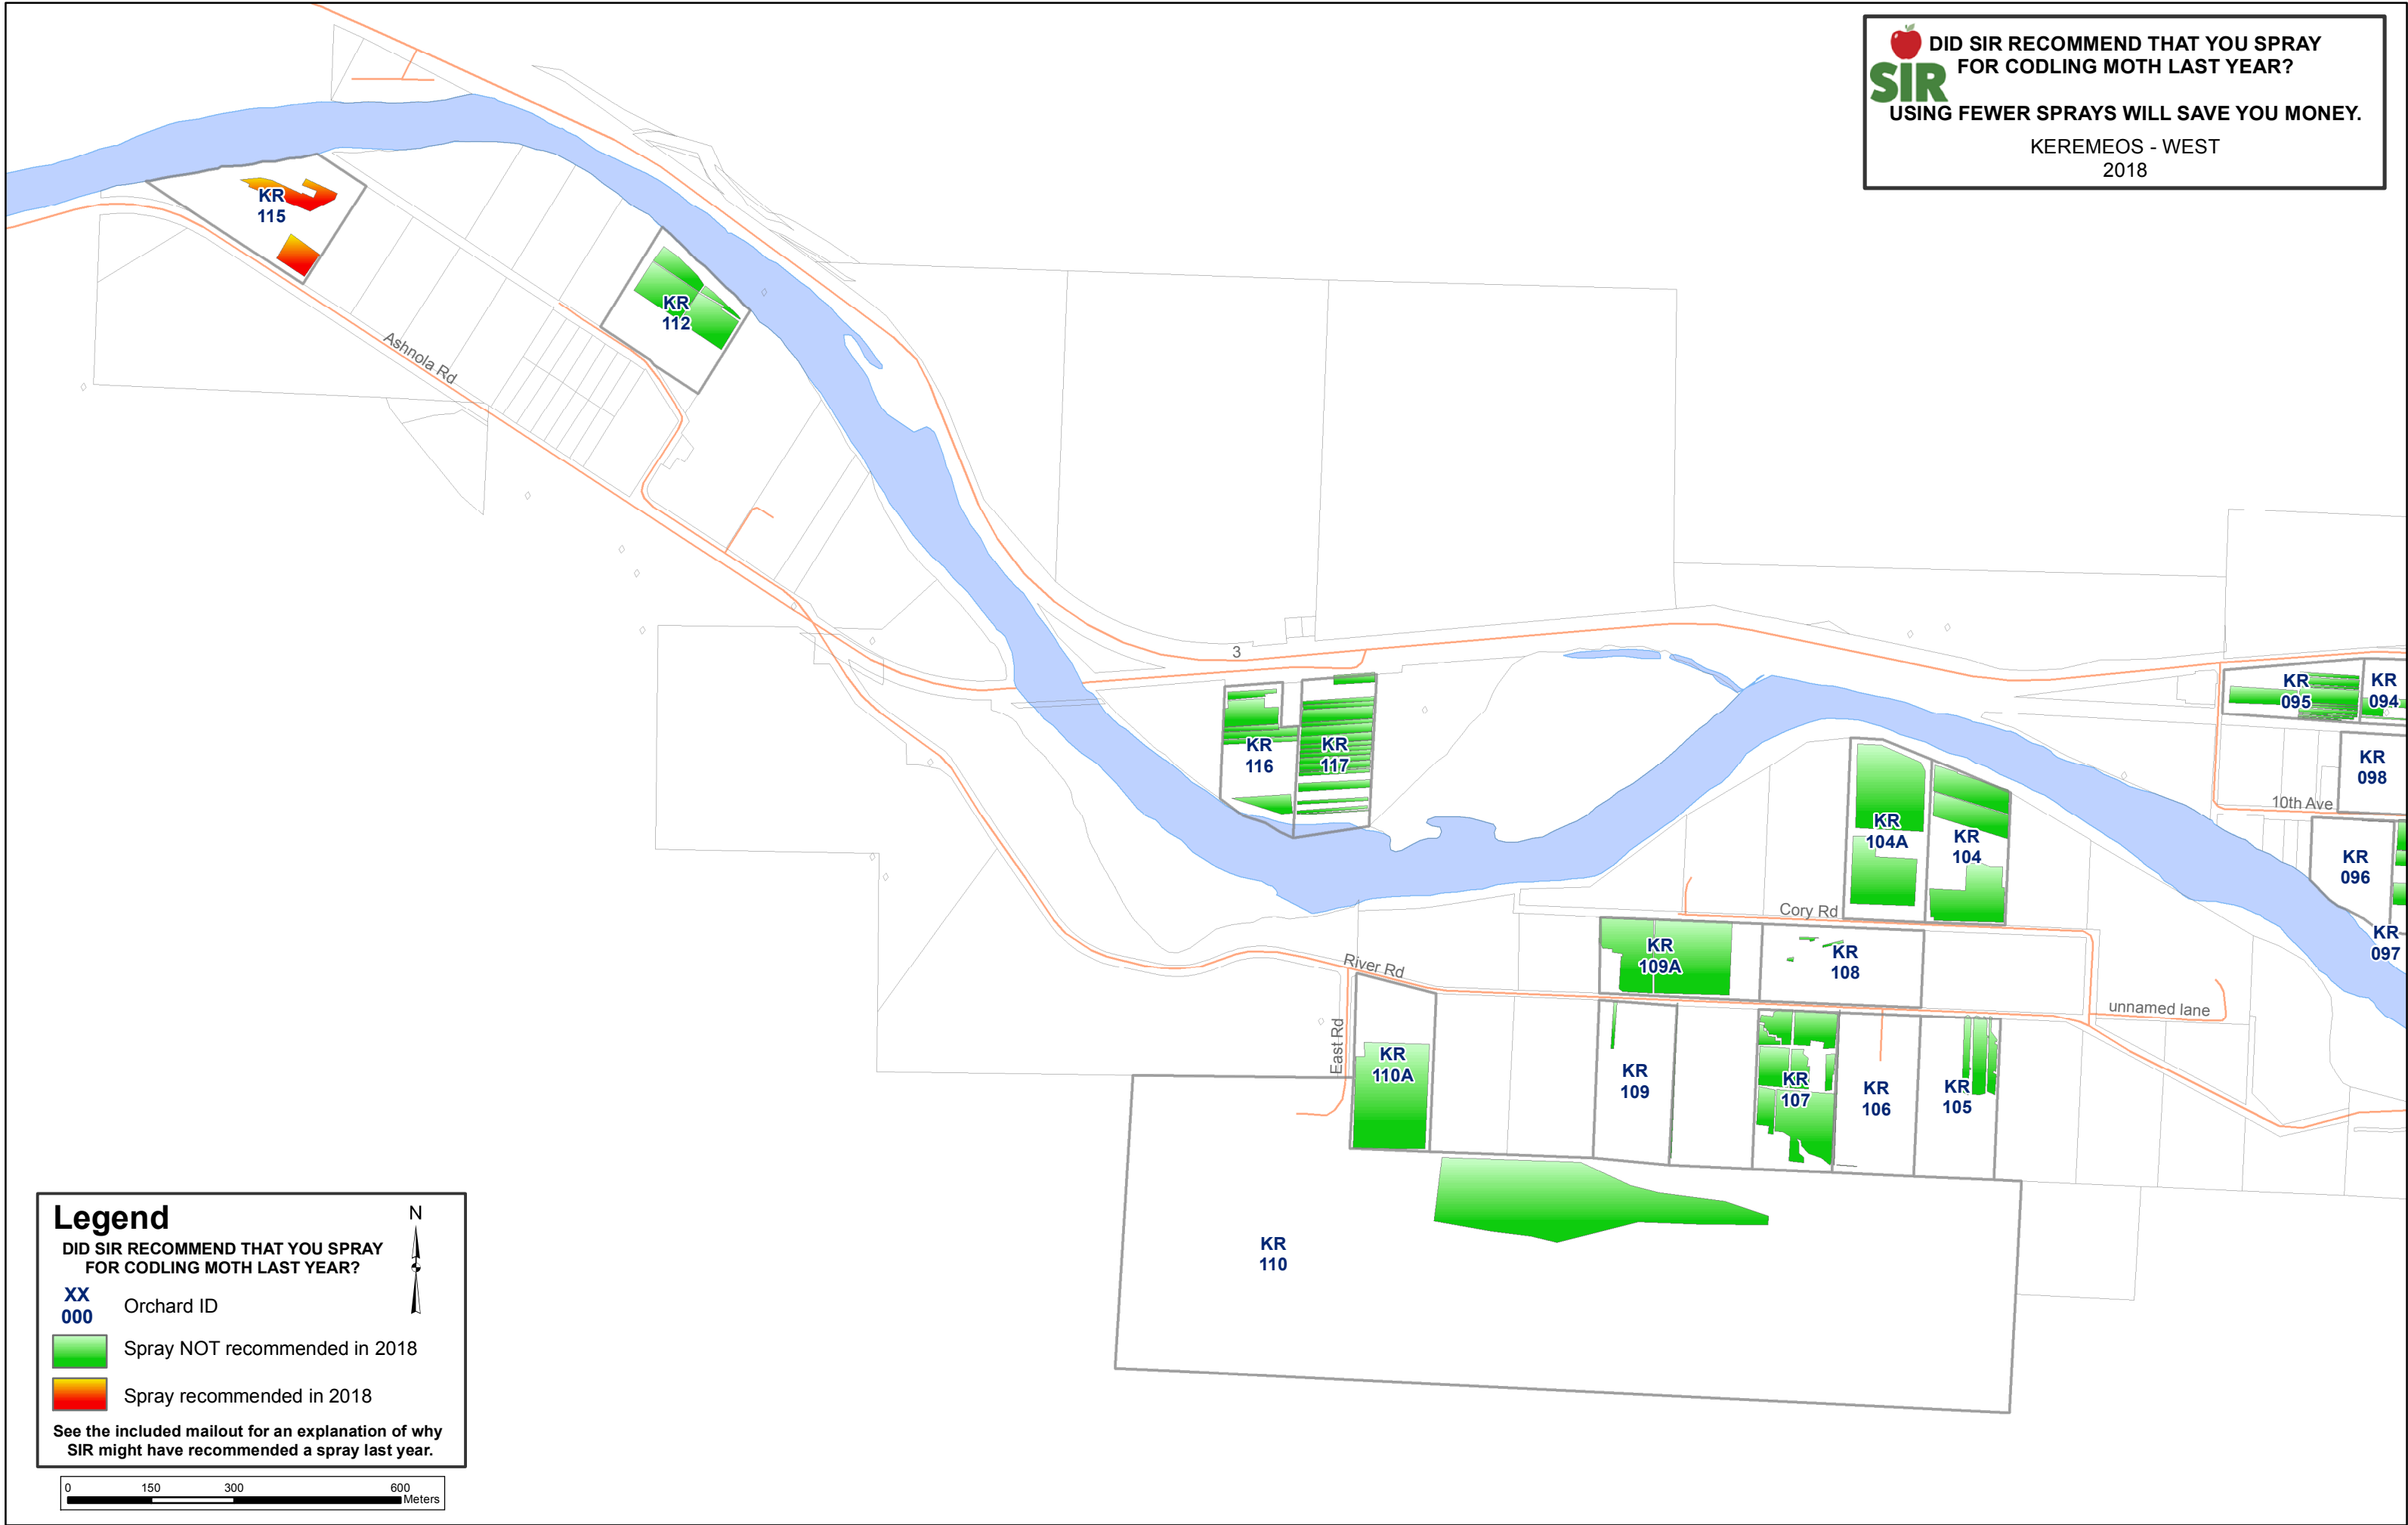 DID SIR RECOMMEND THAT YOU SPRAY
FOR CODLING MOTH LAST YEAR?
SIR
USING FEWER SPRAYS WILL SAVE YOU MONEY.
KEREMEOS - WEST
2018
KR
115
KR
112
Ashnola Rd
3
KR
116
KR
117
KR
095
KR
094
KR
098
10th Ave
KR
096
KR
097
KR
104A
KR
104
Cory Rd
KR
109A
KR
108
River Rd
unnamed lane
East Rd
KR
110A
KR
109
KR
107
KR
106
KR
105
KR
110
Legend
N
DID SIR RECOMMEND THAT YOU SPRAY
FOR CODLING MOTH LAST YEAR?
XX
000
Orchard ID
Spray NOT recommended in 2018
Spray recommended in 2018
See the included mailout for an explanation of why
SIR might have recommended a spray last year.
0 150 300 600
Meters